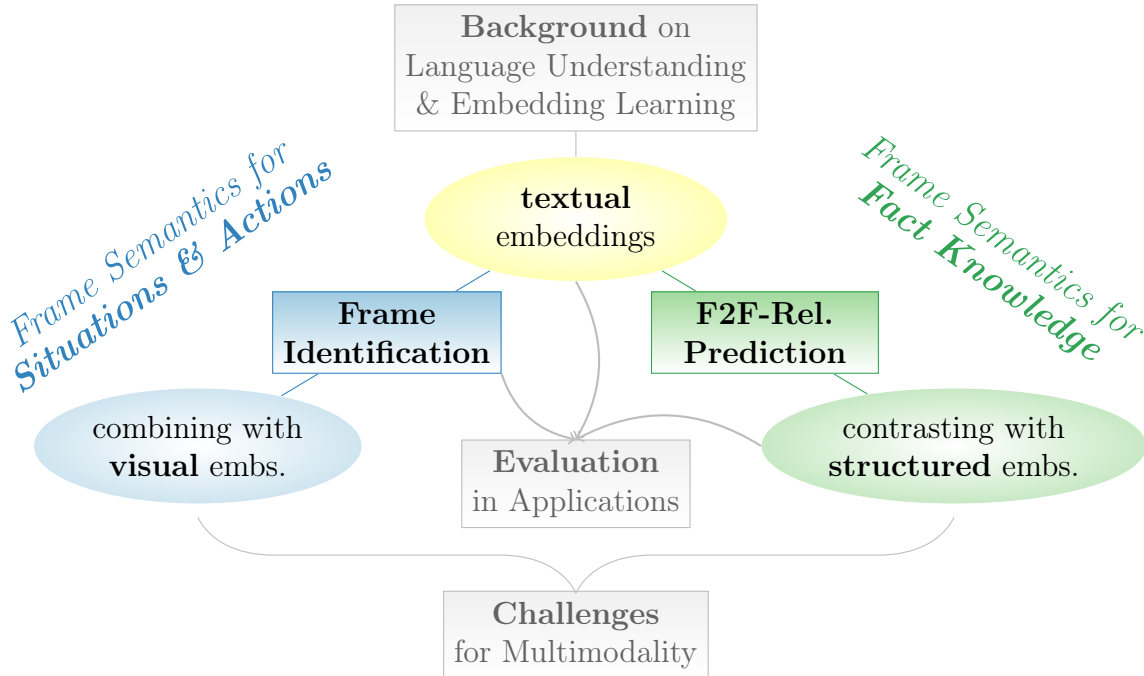 Background on
Language Understanding
& Embedding Learning
textual
embeddings
Frame Semantics for
Situations & Actions
Frame Semantics for
Fact Knowledge
Frame
Identification
F2F-Rel.
Prediction
combining with
visual embs.
contrasting with
structured embs.
Evaluation
in Applications
Challenges
for Multimodality